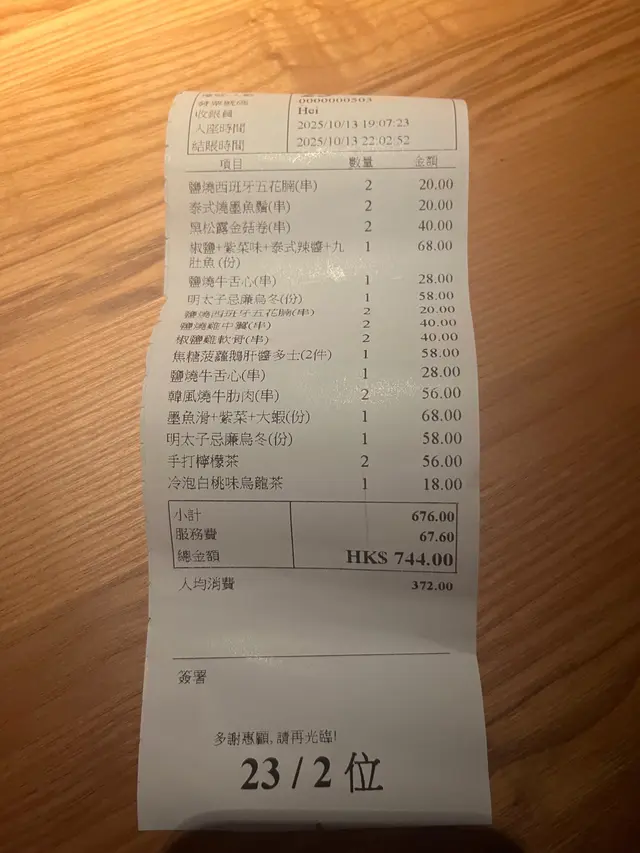 發單號碼 0000000503
收銀員 Hei
入座時間 2025/10/13 19:07:23
結賬時間 2025/10/13 22:02:52
項目 數量 金額
鹽燒西班牙五花腩(串) 2 20.00
泰式燒墨魚鬚(串) 2 20.00
黑松露金菇卷(串) 2 40.00
椒鹽+紫菜味+泰式辣醬+九 1 68.00
肚魚(份)
鹽燒牛舌心(串) 1 28.00
明太子忌廉烏冬(份) 1 58.00
鹽燒西班牙五花腩(串) 2 20.00
鹽燒雞中翼(串) 2 40.00
椒鹽雞軟骨(串) 2 40.00
焦糖菠蘿鵝肝醬多士(2件) 1 58.00
鹽燒牛舌心(串) 1 28.00
韓風燒牛肋肉(串) 2 56.00
墨魚滑+紫菜+大蝦(份) 1 68.00
明太子忌廉烏冬(份) 1 58.00
手打檸檬茶 2 56.00
冷泡白桃味烏龍茶 1 18.00
小計 676.00
服務費 67.60
總金額 HK$ 744.00
人均消費 372.00
簽署
多謝惠顧,請再光臨!
23 / 2 位